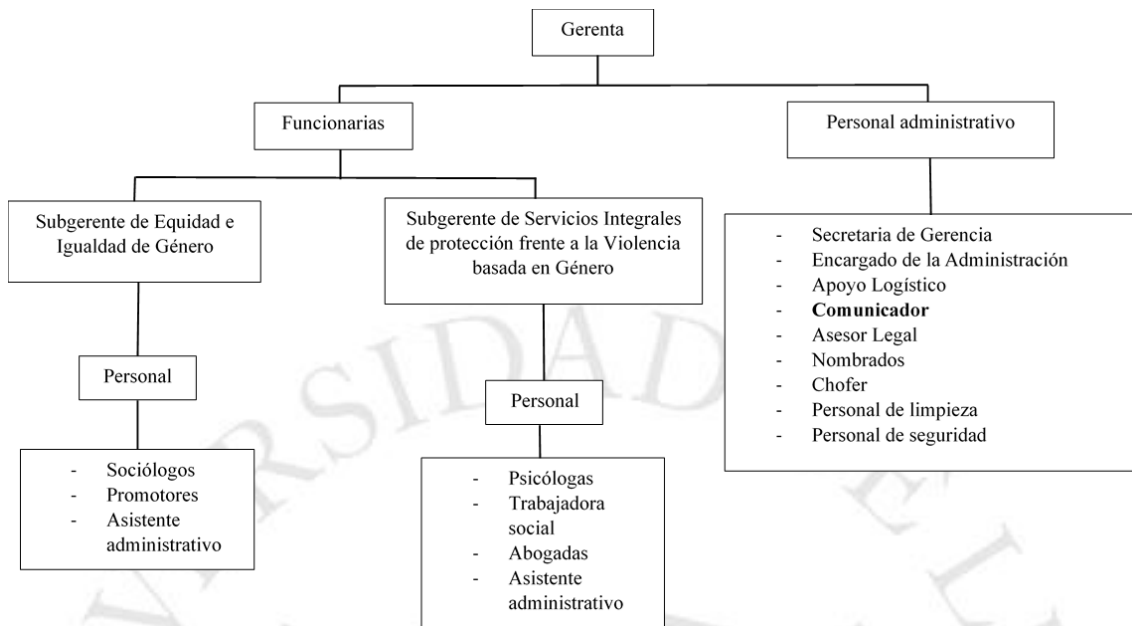 Gerenta
Funcionarias
Personal administrativo
Subgerente de Equidad e
Igualdad de Género
Subgerente de Servicios Integrales
de protección frente a la Violencia
basada en Género
- Secretaria de Gerencia
- Encargado de la Administración
- Apoyo Logístico
- Comunicador
- Asesor Legal
- Nombrados
- Chofer
- Personal de limpieza
- Personal de seguridad
Personal
Personal
- Sociólogos
- Promotores
- Asistente
administrativo
- Psicólogas
- Trabajadora
social
- Abogadas
- Asistente
administrativo